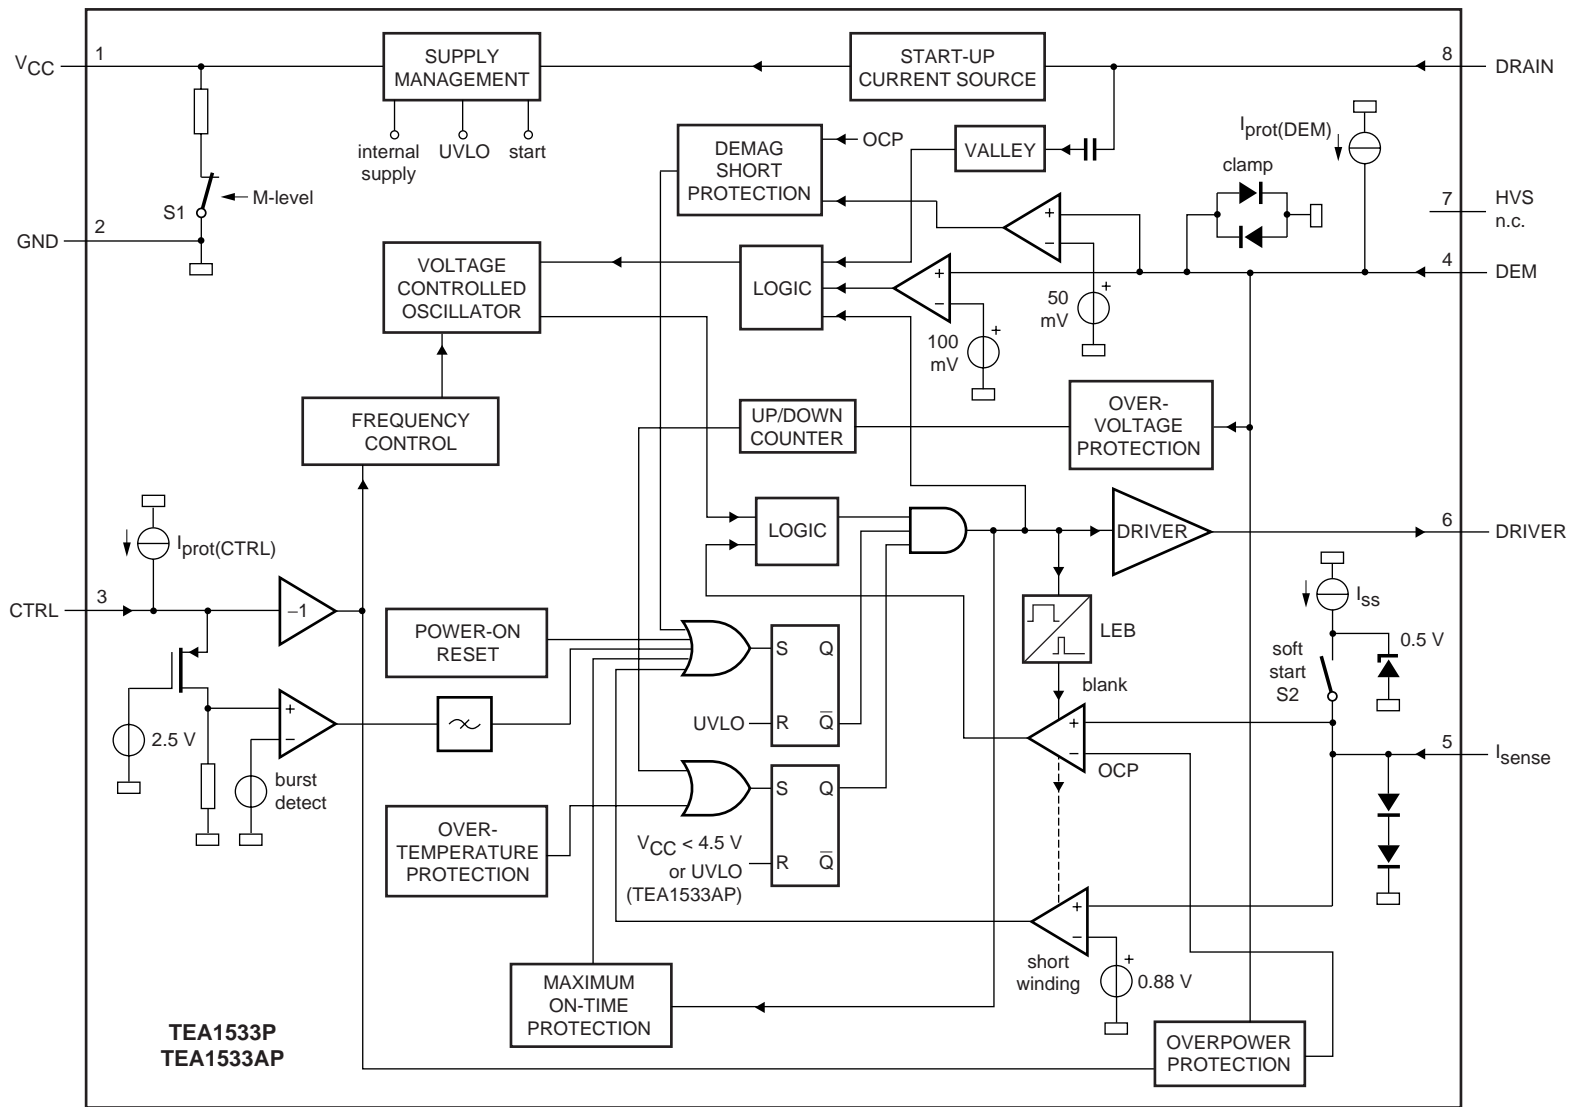 1
VCC
SUPPLY
MANAGEMENT
START-UP
CURRENT SOURCE
8
DRAIN
internal
supply
UVLO
start
S1
M-level
2
GND
DEMAG
SHORT
PROTECTION
OCP
VALLEY
Iprot(DEM)
clamp
7
HVS
n.c.
4
DEM
+
−
50
mV
+
VOLTAGE
CONTROLLED
OSCILLATOR
LOGIC
+
−
100
mV
+
FREQUENCY
CONTROL
UP/DOWN
COUNTER
OVER-
VOLTAGE
PROTECTION
LOGIC
DRIVER
6
DRIVER
Iprot(CTRL)
3
CTRL
−1
POWER-ON
RESET
LEB
blank
Iss
0.5 V
soft
start
S2
S
Q
UVLO
R
Q̅
2.5 V
+
−
burst
detect
+
−
OCP
5
Isense
OVER-
TEMPERATURE
PROTECTION
S
Q
VCC < 4.5 V
or UVLO
(TEA1533AP)
R
Q̅
+
−
short
winding
+
0.88 V
MAXIMUM
ON-TIME
PROTECTION
OVERPOWER
PROTECTION
TEA1533P
TEA1533AP